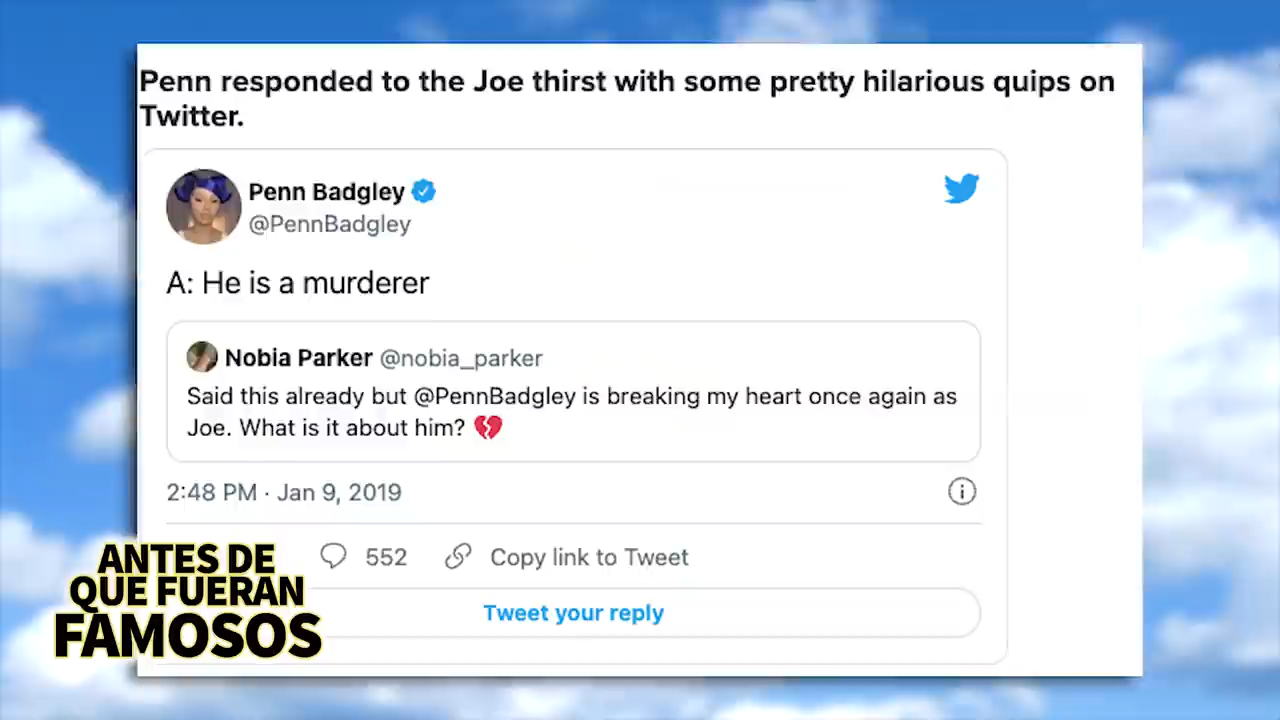 Penn responded to the Joe thirst with some pretty hilarious quips on
Twitter.
Penn Badgley
@PennBadgley
A: He is a murderer
Nobia Parker @nobia_parker
Said this already but @PennBadgley is breaking my heart once again as
Joe. What is it about him? 💔
2:48 PM · Jan 9, 2019
552 Copy link to Tweet
Tweet your reply
ANTES DE
QUE FUERAN
FAMOSOS